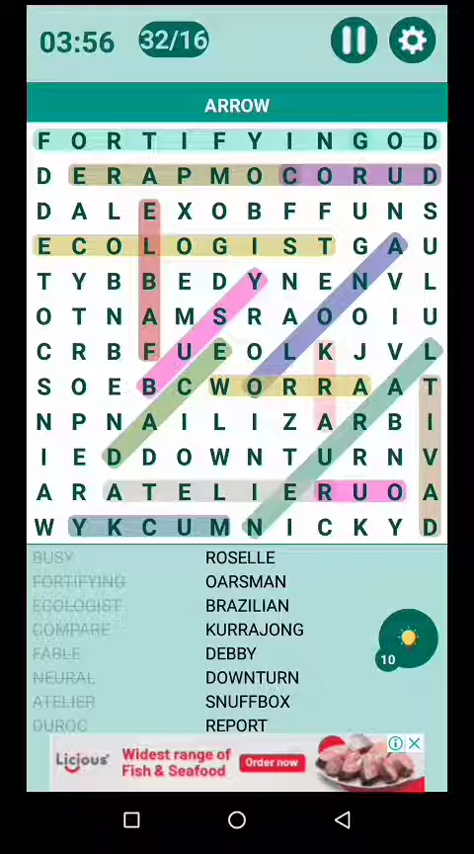 03:56 32/16
ARROW
F O R T I F Y I N G O D
D E R A P M O C O R U D
D A L E X O B F F U N S
E C O L O G I S T G A U
T Y B B E D Y N E N V L
O T N A M S R A O O I U
C R B F U E O L K J V L
S O E B C W O R R A A T
N P N A I L I Z A R B I
I E D D O W N T U R N V
A R A T E L I E R U O A
W Y K C U M N I C K Y D
BUSY ROSELLE
FORTIFYING OARSMAN
ECOLOGIST BRAZILIAN
COMPARE KURRAJONG
FABLE DEBBY
NEURAL DOWNTURN
ATELIER SNUFFBOX
DUROC REPORT
10
Licious Widest range of Fish & Seafood Order now